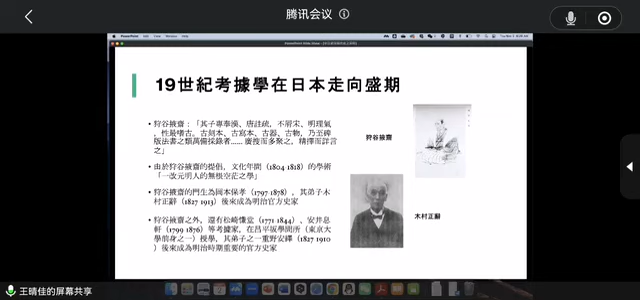 腾讯会议
19世紀考據學在日本走向盛期
• 狩谷掖齋：「其子專奉漢、唐註疏，不屑宋、明理氣，
性最嗜古，古刻本、古寫本、古器、古物，乃至碑
版法書之類萬備採錄者……廣搜而多聚之，精擇而詳言
之」
• 由於狩谷掖齋的提倡，文化年間（1804-1818）的學術
「一改元明人的無根空茫之學」
• 狩谷掖齋的門生為岡本保孝（1797-1878），其弟子木
村正辭（1827-1913）後來成為明治官方史家
• 狩谷掖齋之外，還有松崎慊堂（1771-1844）、安井息
軒（1799-1876）等考據家，在昌平坂學問所（東京大
學前身之一）授學，其弟子之一重野安繹（1827-1910）
後來成為明治時期重要的官方史家
狩谷掖齋
木村正辭
王晴佳的屏幕共享